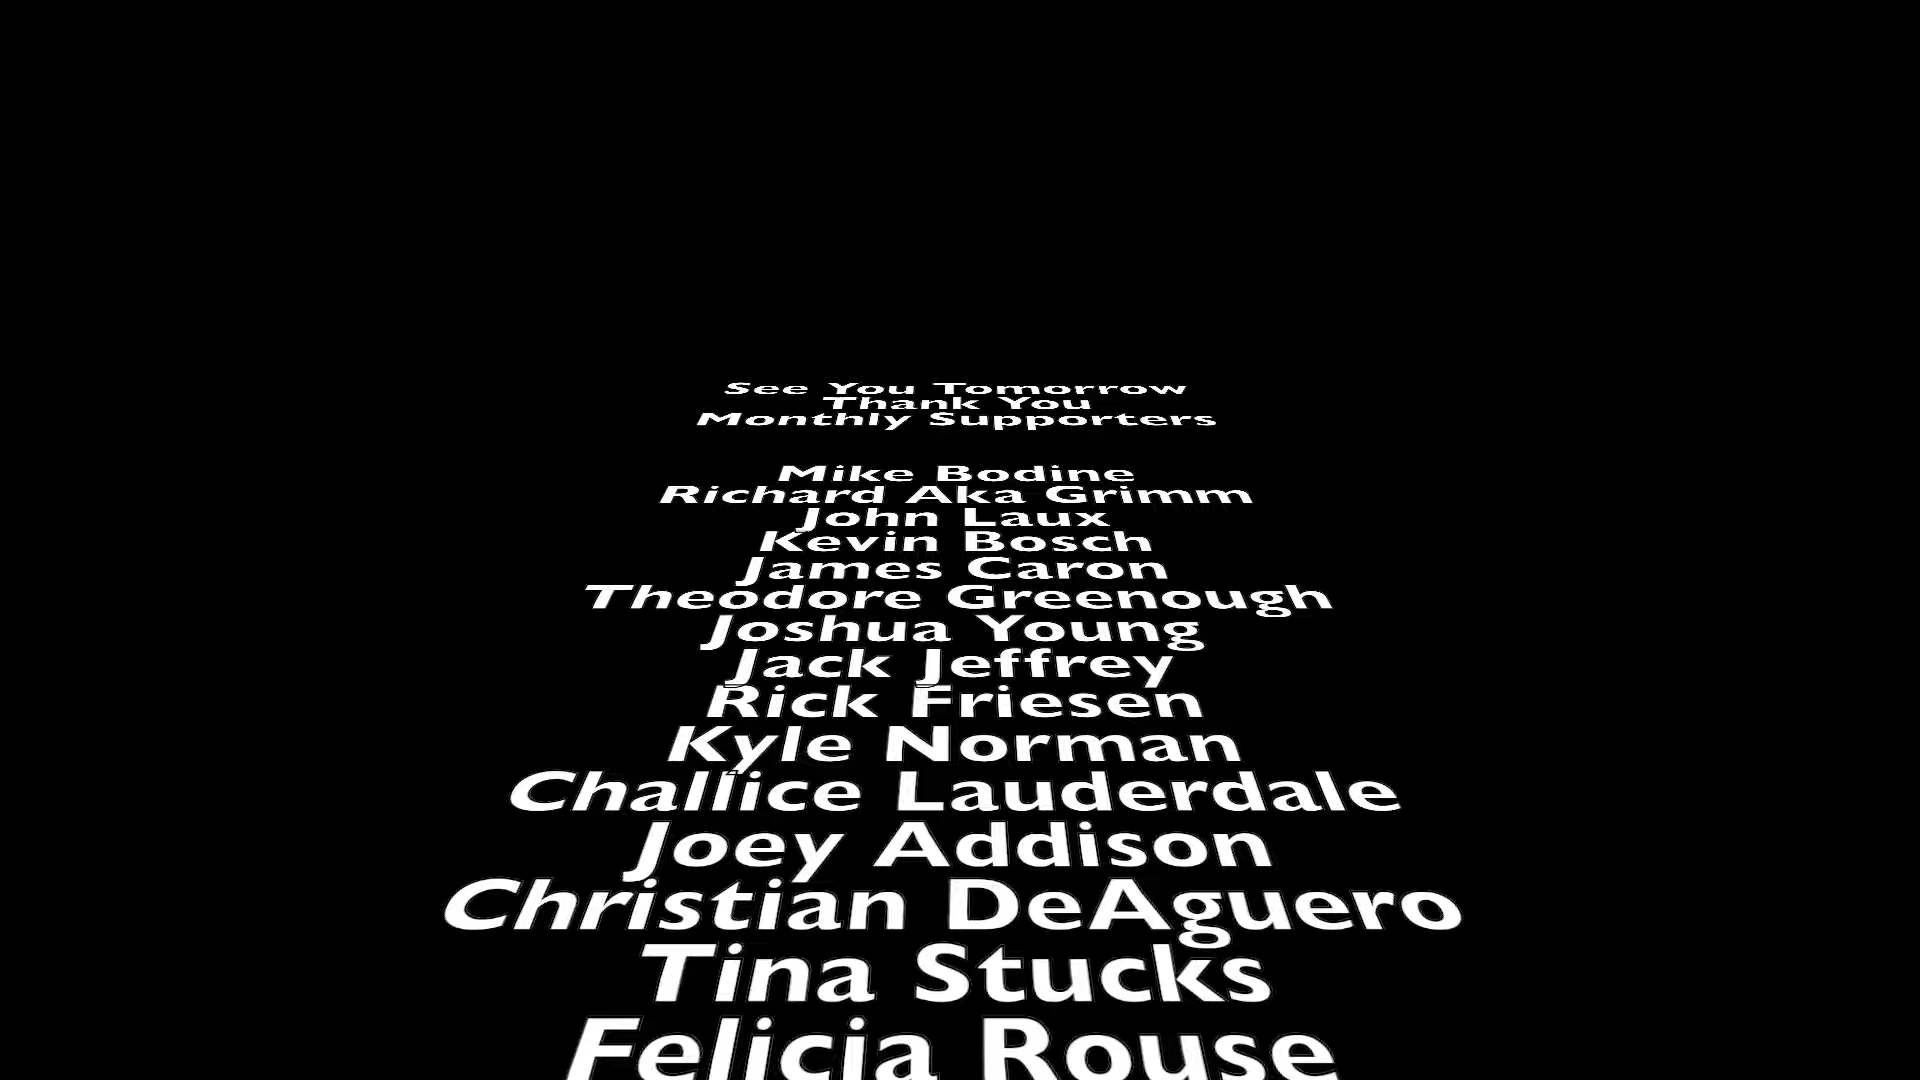 See You Tomorrow
Thank You
Monthly Supporters
Mike Bodine
Richard Aka Grimm
John Laux
Kevin Bosch
James Caron
Theodore Greenough
Joshua Young
Jack Jeffrey
Rick Friesen
Kyle Norman
Challice Lauderdale
Joey Addison
Christian DeAguero
Tina Stucks
Felicia Rouse